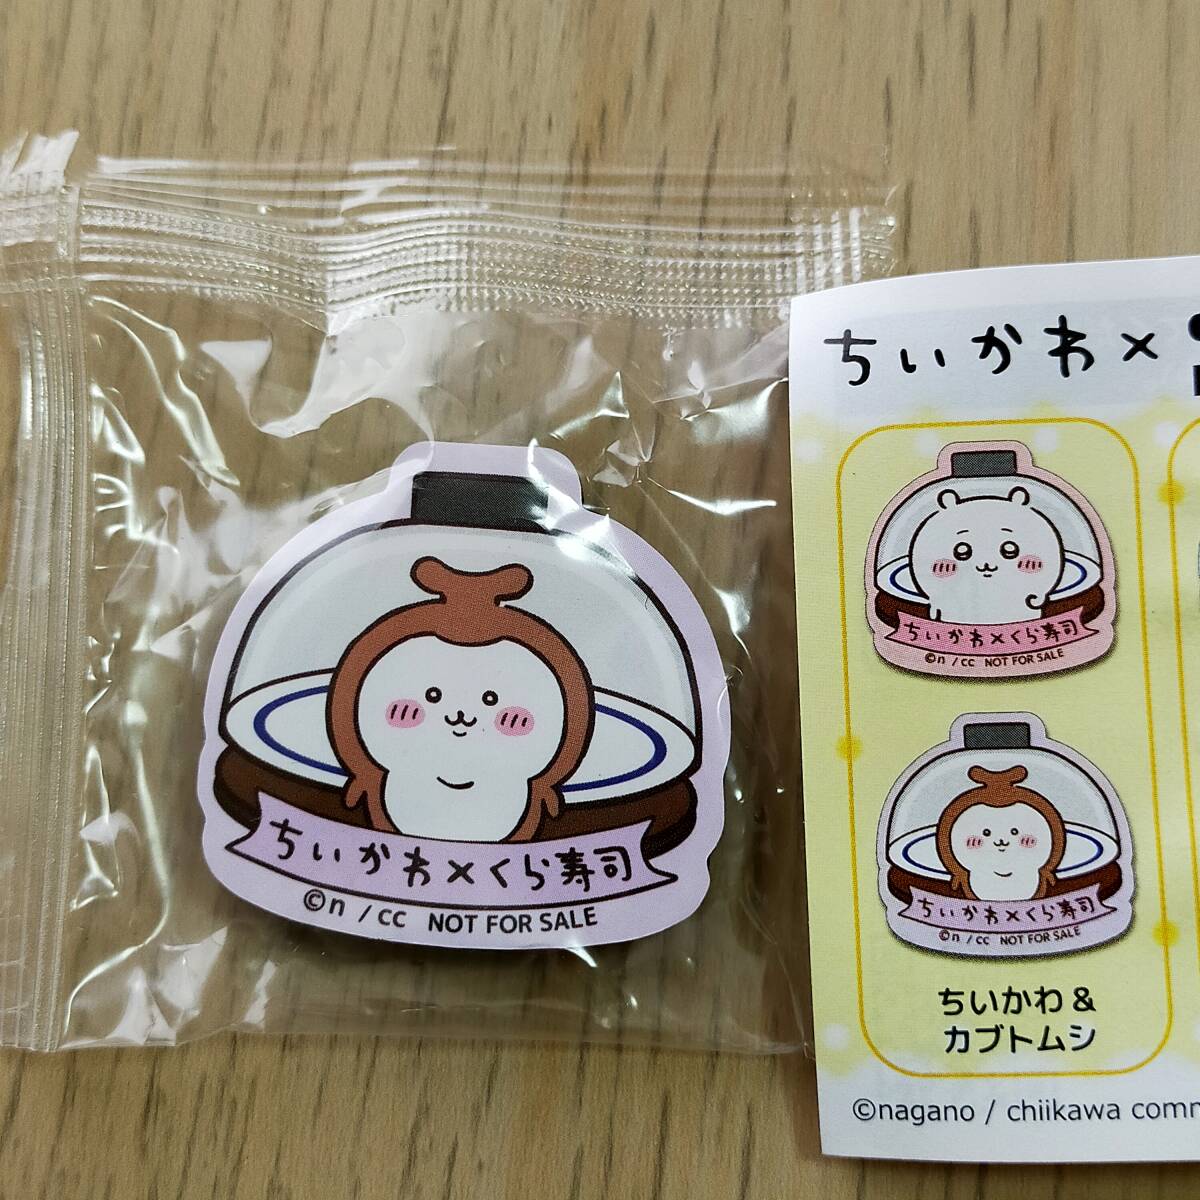 ちいかわ×くら寿司
©n / cc NOT FOR SALE
ちいかわ×
ちいかわ×くら寿司
©n / cc NOT FOR SALE
ちいかわ×くら寿司
©n / cc NOT FOR SALE
ちいかわ &
カブトムシ
©nagano / chiikawa comm